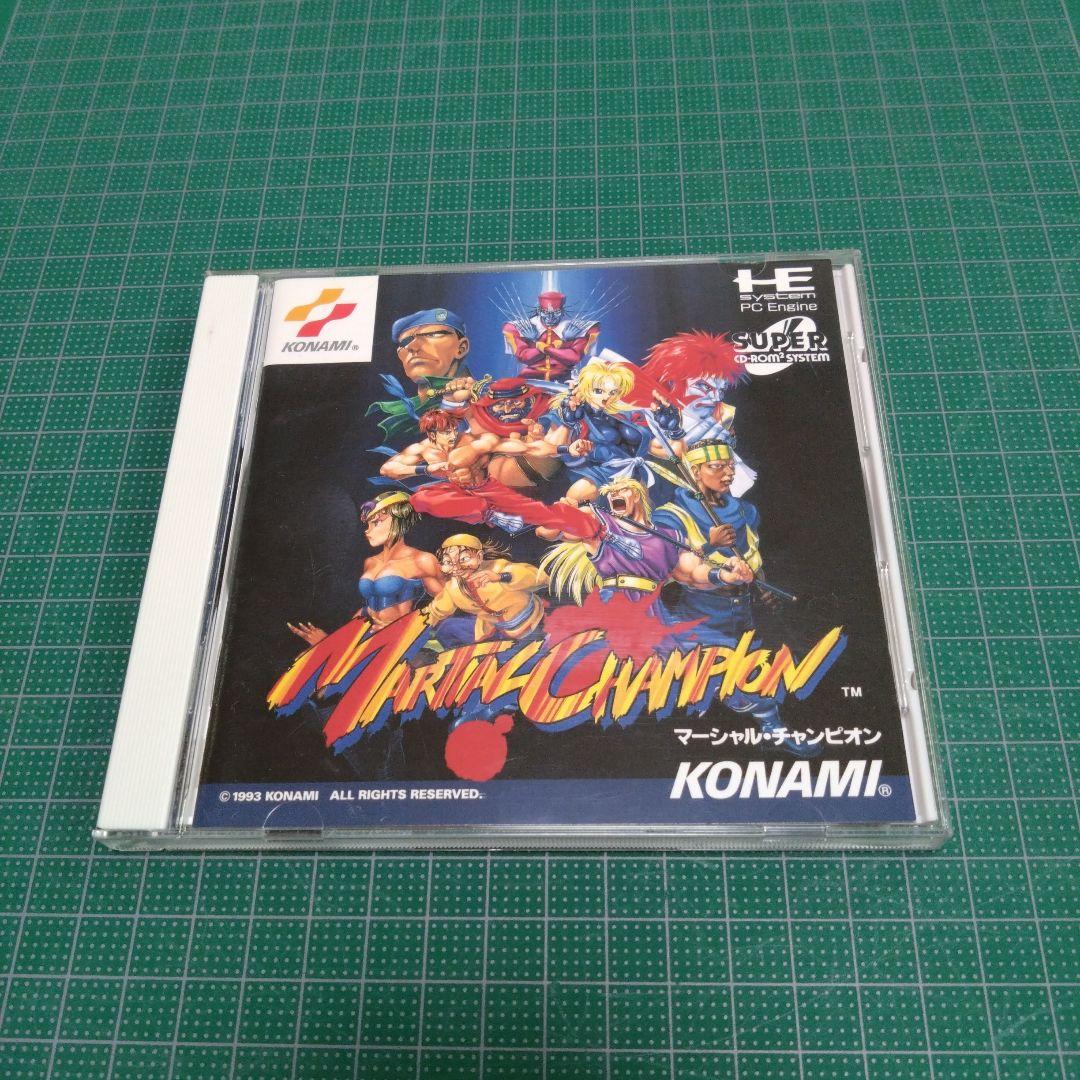 KONAMI®
HE
system
PC Engine
SUPER
CD-ROM² SYSTEM
MARTIAL CHAMPION ™
マーシャル・チャンピオン
KONAMI®
© 1993 KONAMI ALL RIGHTS RESERVED.